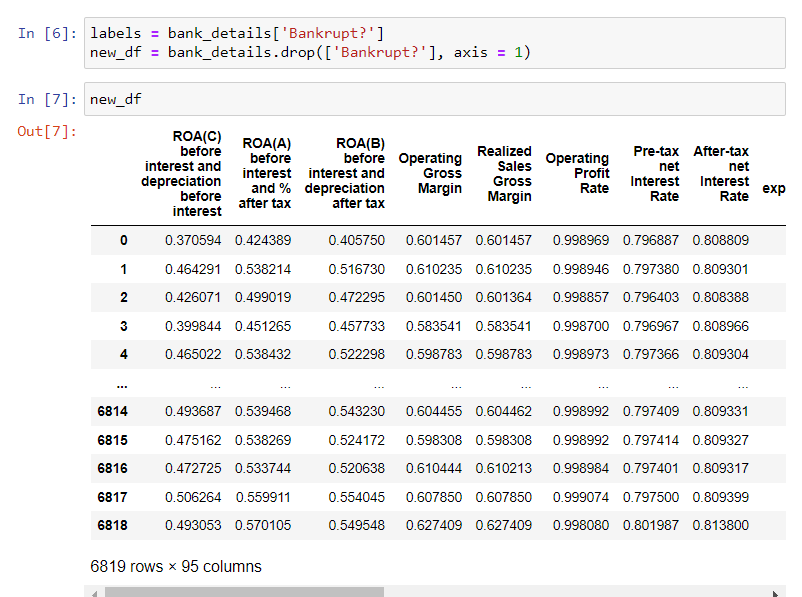 In [6]: labels = bank_details['Bankrupt?']
new_df = bank_details.drop(['Bankrupt?'], axis = 1)
In [7]: new_df
Out[7]:
ROA(C) before interest and depreciation before interest ROA(A) before interest and % after tax ROA(B) before interest and depreciation after tax Operating Gross Margin Realized Sales Gross Margin Operating Profit Rate Pre-tax net Interest Rate After-tax net Interest Rate exp
0 0.370594 0.424389 0.405750 0.601457 0.601457 0.998969 0.796887 0.808809
1 0.464291 0.538214 0.516730 0.610235 0.610235 0.998946 0.797380 0.809301
2 0.426071 0.499019 0.472295 0.601450 0.601364 0.998857 0.796403 0.808388
3 0.399844 0.451265 0.457733 0.583541 0.583541 0.998700 0.796967 0.808966
4 0.465022 0.538432 0.522298 0.598783 0.598783 0.998973 0.797366 0.809304
... ... ... ... ... ... ... ... ...
6814 0.493687 0.539468 0.543230 0.604455 0.604462 0.998992 0.797409 0.809331
6815 0.475162 0.538269 0.524172 0.598308 0.598308 0.998992 0.797414 0.809327
6816 0.472725 0.533744 0.520638 0.610444 0.610213 0.998984 0.797401 0.809317
6817 0.506264 0.559911 0.554045 0.607850 0.607850 0.999074 0.797500 0.809399
6818 0.493053 0.570105 0.549548 0.627409 0.627409 0.998080 0.801987 0.813800
6819 rows × 95 columns